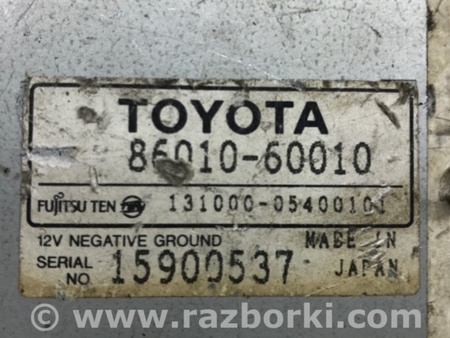 TOYOTA
86010-60010
FUJITSU TEN 131000-05400101
12V NEGATIVE GROUND MADE IN
SERIAL NO 15900537 JAPAN
www.razborki.com